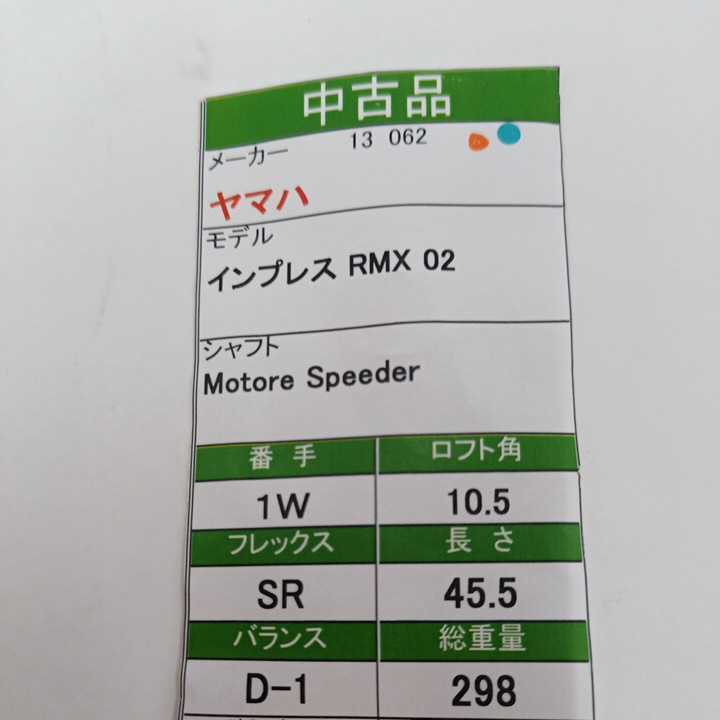 中古品
メーカー 13 062
ヤマハ
モデル
インプレス RMX 02
シャフト
Motore Speeder
番 手 ロフト角
1W 10.5
フレックス 長 さ
SR 45.5
バランス 総重量
D-1 298